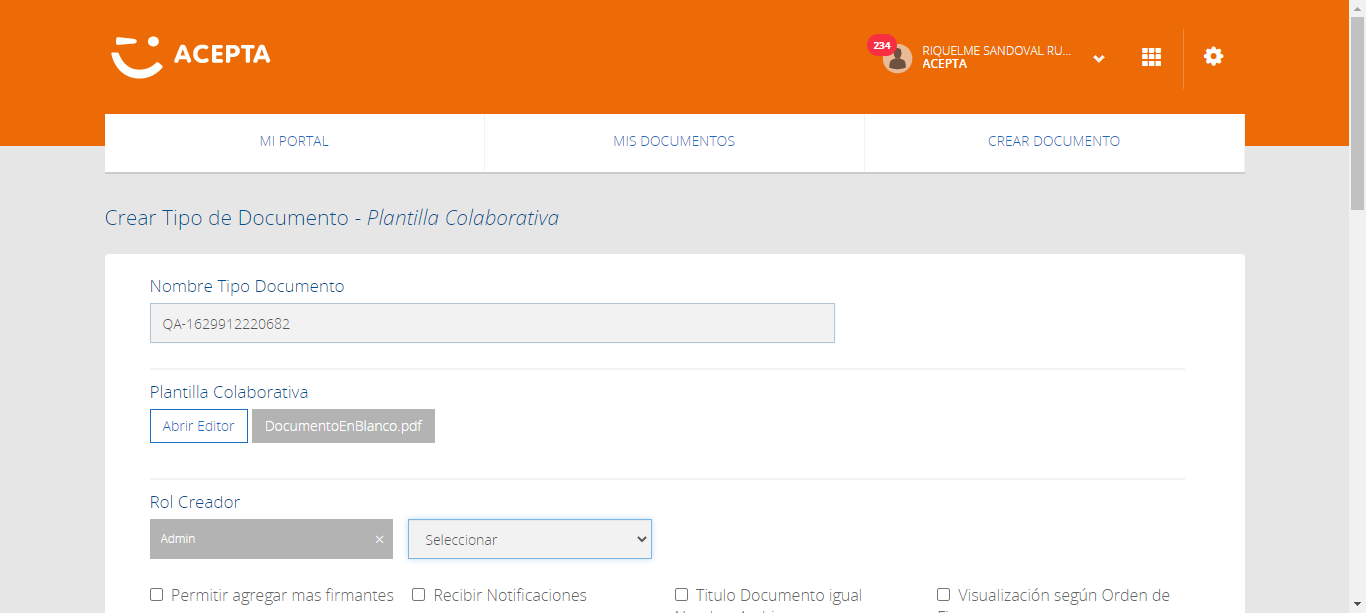 ACEPTA
234
RIQUELME SANDOVAL RU...
ACEPTA
MI PORTAL
MIS DOCUMENTOS
CREAR DOCUMENTO
Crear Tipo de Documento - Plantilla Colaborativa
Nombre Tipo Documento
QA-1629912220682
Plantilla Colaborativa
Abrir Editor
DocumentoEnBlanco.pdf
Rol Creador
Admin ×
Seleccionar
Permitir agregar mas firmantes
Recibir Notificaciones
Titulo Documento igual
Visualización según Orden de